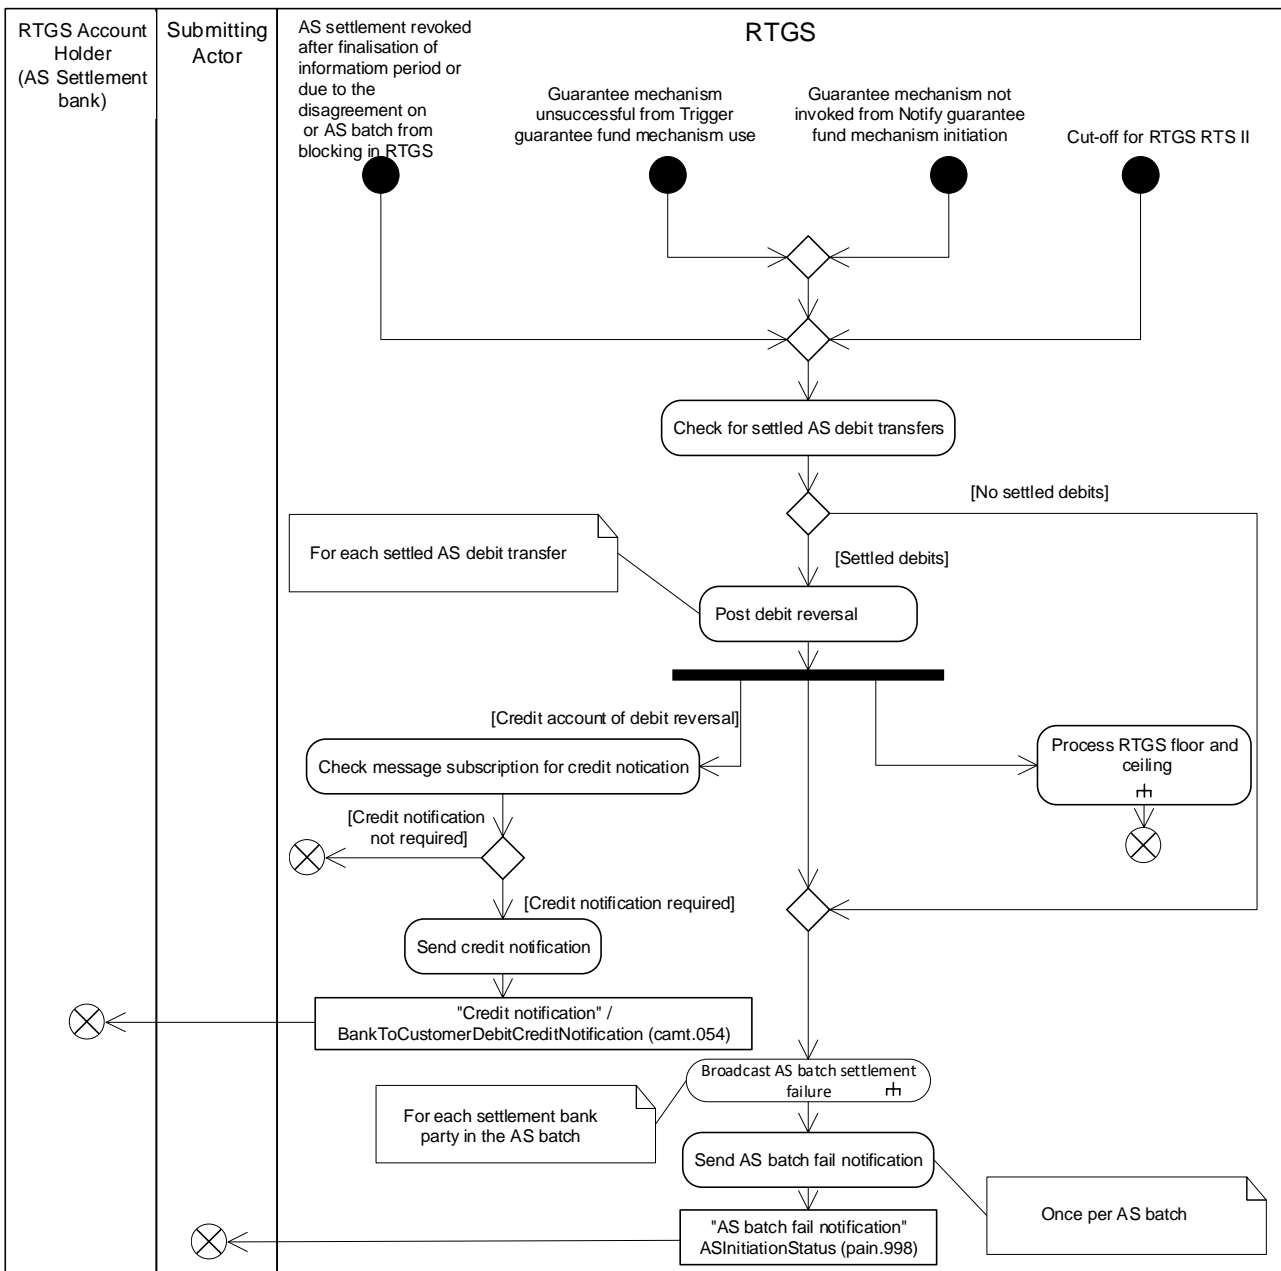 RTGS Account
Holder
(AS Settlement
bank)
Submitting
Actor
RTGS
AS settlement revoked
after finalisation of
informatiom period or
due to the
disagreement on
or AS batch from
blocking in RTGS
Guarantee mechanism
unsuccessful from Trigger
guarantee fund mechanism use
Guarantee mechanism not
invoked from Notify guarantee
fund mechanism initiation
Cut-off for RTGS RTS II
Check for settled AS debit transfers
[No settled debits]
For each settled AS debit transfer
[Settled debits]
Post debit reversal
[Credit account of debit reversal]
Check message subscription for credit notication
Process RTGS floor and
ceiling
[Credit notification
not required]
[Credit notification required]
Send credit notification
"Credit notification" /
BankToCustomerDebitCreditNotification (camt.054)
Broadcast AS batch settlement
failure
For each settlement bank
party in the AS batch
Send AS batch fail notification
Once per AS batch
"AS batch fail notification"
ASInitiationStatus (pain.998)